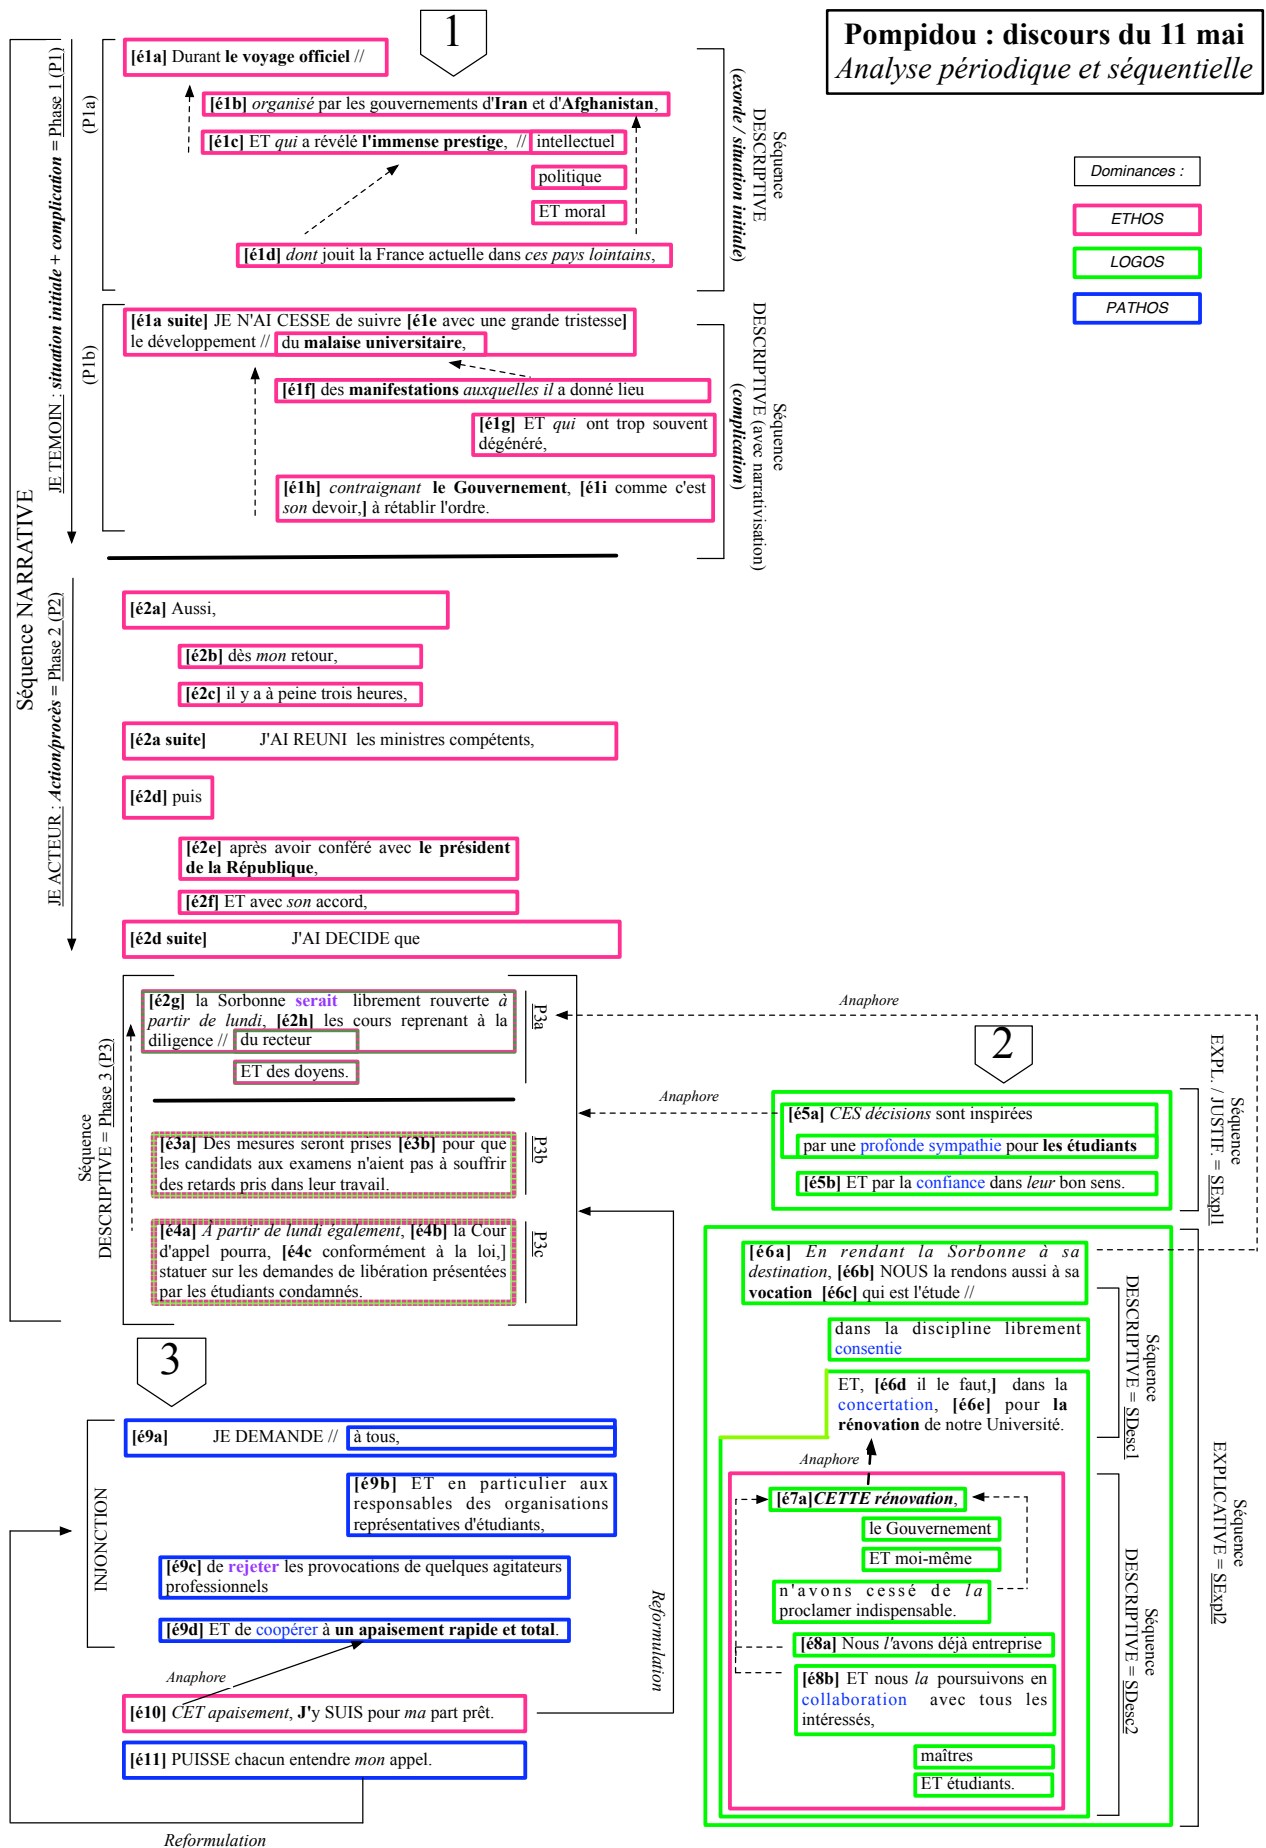 Pompidou : discours du 11 mai
Analyse périodique et séquentielle
Dominances :
ETHOS
LOGOS
PATHOS
1
Séquence NARRATIVE
JE TEMOIN : situation initiale + complication = Phase 1 (P1)
(P1a)
[é1a] Durant le voyage officiel //
[é1b] organisé par les gouvernements d'Iran et d'Afghanistan,
[é1c] ET qui a révélé l'immense prestige, // intellectuel
politique
ET moral
[é1d] dont jouit la France actuelle dans ces pays lointains,
Séquence
DESCRIPTIVE
(exorde / situation initiale)
(P1b)
[é1a suite] JE N'AI CESSE de suivre [é1e avec une grande tristesse]
le développement // du malaise universitaire,
[é1f] des manifestations auxquelles il a donné lieu
[é1g] ET qui ont trop souvent
dégénéré,
[é1h] contraignant le Gouvernement, [é1i comme c'est
son devoir,] à rétablir l'ordre.
Séquence
DESCRIPTIVE (avec narrativisation)
(complication)
JE ACTEUR : Action/procès = Phase 2 (P2)
[é2a] Aussi,
[é2b] dès mon retour,
[é2c] il y a à peine trois heures,
[é2a suite] J'AI REUNI les ministres compétents,
[é2d] puis
[é2e] après avoir conféré avec le président
de la République,
[é2f] ET avec son accord,
[é2d suite] J'AI DECIDE que
Séquence
DESCRIPTIVE = Phase 3 (P3)
[é2g] la Sorbonne serait librement rouverte à
partir de lundi, [é2h] les cours reprenant à la
diligence // du recteur
ET des doyens.
P3a
[é3a] Des mesures seront prises [é3b] pour que
les candidats aux examens n'aient pas à souffrir
des retards pris dans leur travail.
P3b
[é4a] À partir de lundi également, [é4b] la Cour
d'appel pourra, [é4c conformément à la loi,]
statuer sur les demandes de libération présentées
par les étudiants condamnés.
P3c
Anaphore
2
Anaphore
[é5a] CES décisions sont inspirées
par une profonde sympathie pour les étudiants
[é5b] ET par la confiance dans leur bon sens.
Séquence
EXPL. / JUSTIF. = SExpl1
[é6a] En rendant la Sorbonne à sa
destination, [é6b] NOUS la rendons aussi à sa
vocation [é6c] qui est l'étude //
dans la discipline librement
consentie
ET, [é6d il le faut,] dans la
concertation, [é6e] pour la
rénovation de notre Université.
Séquence
DESCRIPTIVE = SDesc1
Anaphore
[é7a]CETTE rénovation,
le Gouvernement
ET moi-même
n'avons cessé de la
proclamer indispensable.
[é8a] Nous l'avons déjà entreprise
[é8b] ET nous la poursuivons en
collaboration avec tous les
intéressés,
maîtres
ET étudiants.
Séquence
DESCRIPTIVE = SDesc2
Séquence
EXPLICATIVE = SExpl2
3
INJONCTION
[é9a] JE DEMANDE // à tous,
[é9b] ET en particulier aux
responsables des organisations
représentatives d'étudiants,
[é9c] de rejeter les provocations de quelques agitateurs
professionnels
[é9d] ET de coopérer à un apaisement rapide et total.
Anaphore
[é10] CET apaisement, J'y SUIS pour ma part prêt.
[é11] PUISSE chacun entendre mon appel.
Reformulation
Reformulation